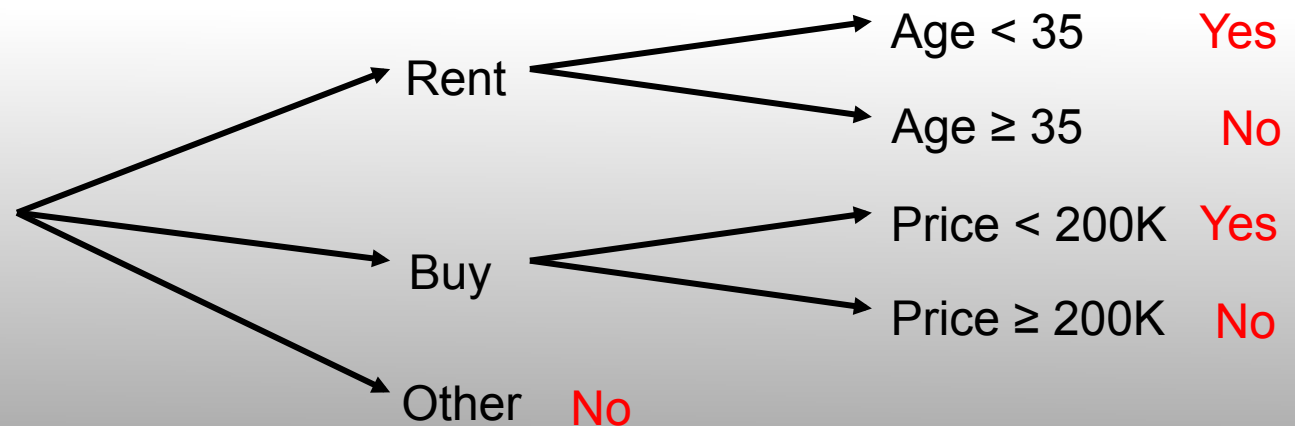 Age < 35 Yes
Rent
Age ≥ 35 No
Price < 200K Yes
Buy
Price ≥ 200K No
Other No